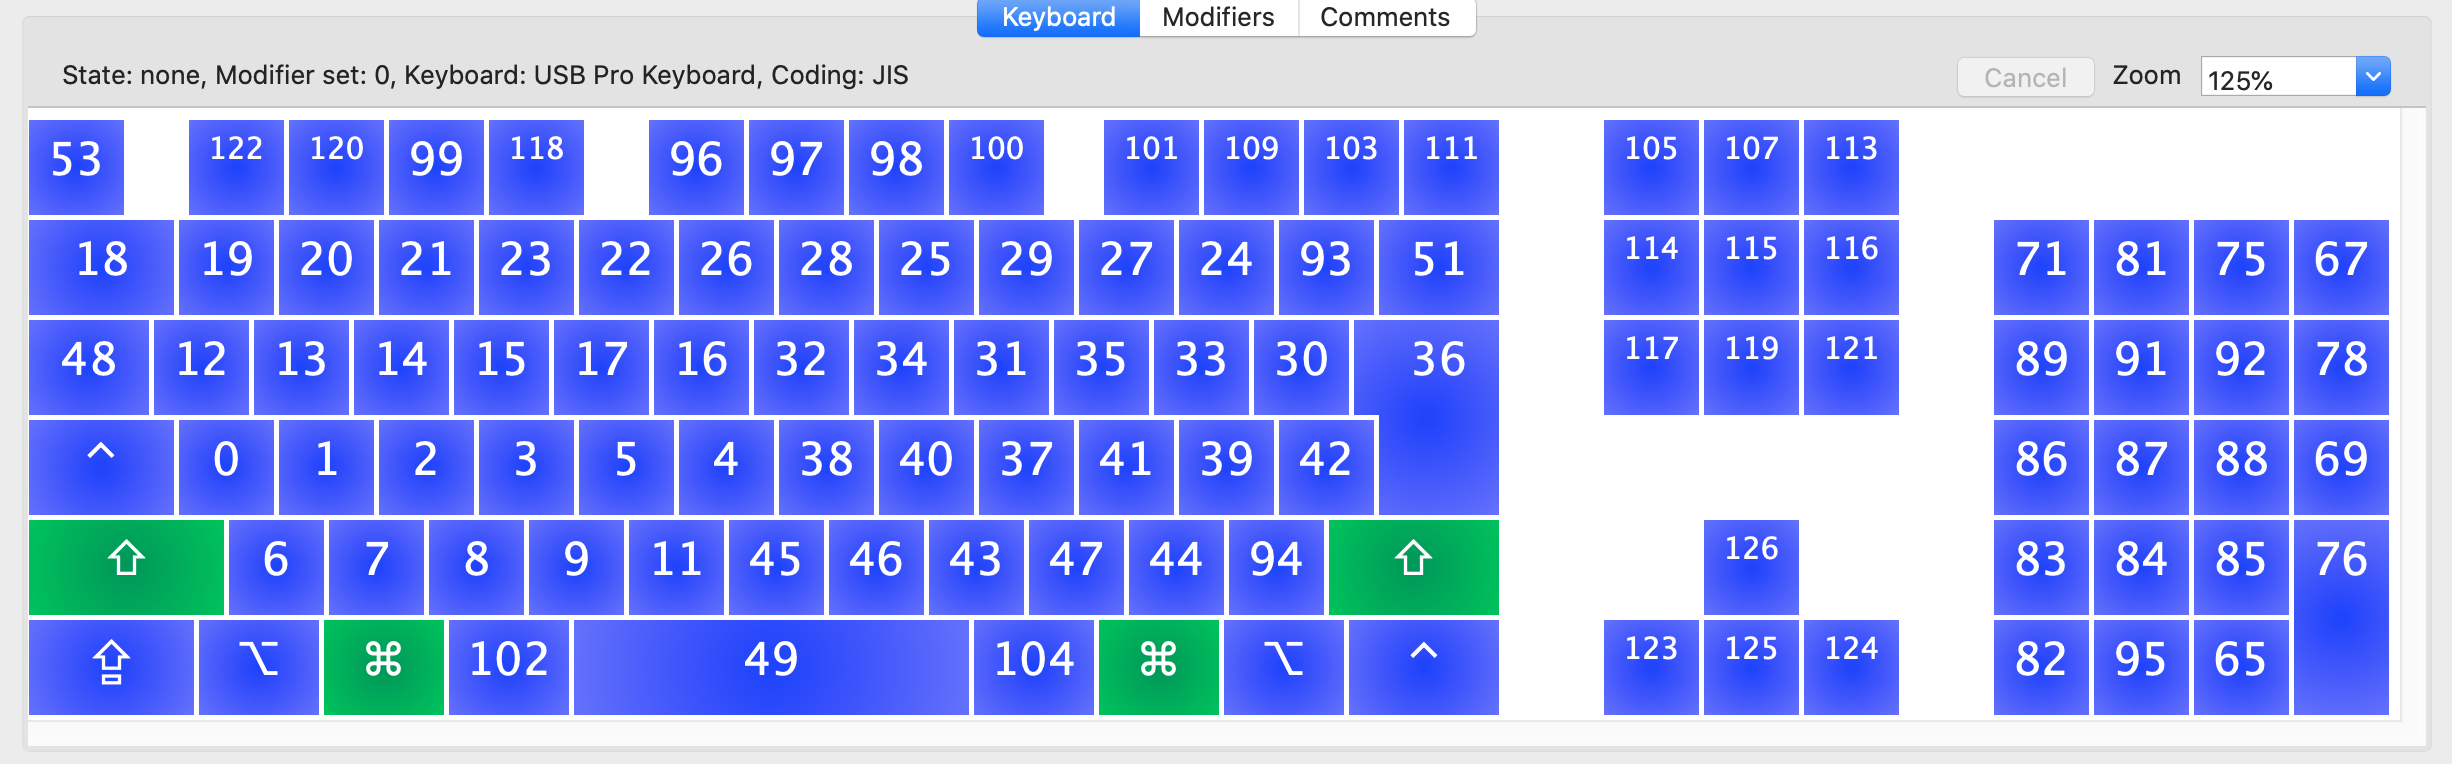 Keyboard Modifiers Comments
State: none, Modifier set: 0, Keyboard: USB Pro Keyboard, Coding: JIS Cancel Zoom 125%
53 122 120 99 118 96 97 98 100 101 109 103 111 105 107 113
18 19 20 21 23 22 26 28 25 29 27 24 93 51 114 115 116 71 81 75 67
48 12 13 14 15 17 16 32 34 31 35 33 30 36 117 119 121 89 91 92 78
^ 0 1 2 3 5 4 38 40 37 41 39 42 86 87 88 69
⇧ 6 7 8 9 11 45 46 43 47 44 94 ⇧ 126 83 84 85 76
⇪ ⌥ ⌘ 102 49 104 ⌘ ⌥ ^ 123 125 124 82 95 65